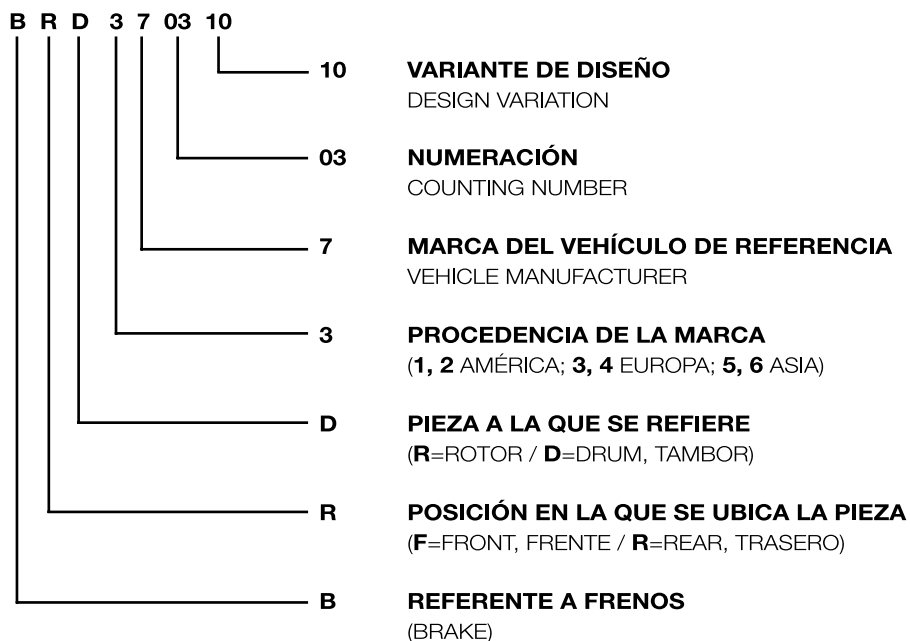 B R D 3 7 03 10
10 VARIANTE DE DISEÑO
DESIGN VARIATION
03 NUMERACIÓN
COUNTING NUMBER
7 MARCA DEL VEHÍCULO DE REFERENCIA
VEHICLE MANUFACTURER
3 PROCEDENCIA DE LA MARCA
(1, 2 AMÉRICA; 3, 4 EUROPA; 5, 6 ASIA)
D PIEZA A LA QUE SE REFIERE
(R=ROTOR / D=DRUM, TAMBOR)
R POSICIÓN EN LA QUE SE UBICA LA PIEZA
(F=FRONT, FRENTE / R=REAR, TRASERO)
B REFERENTE A FRENOS
(BRAKE)